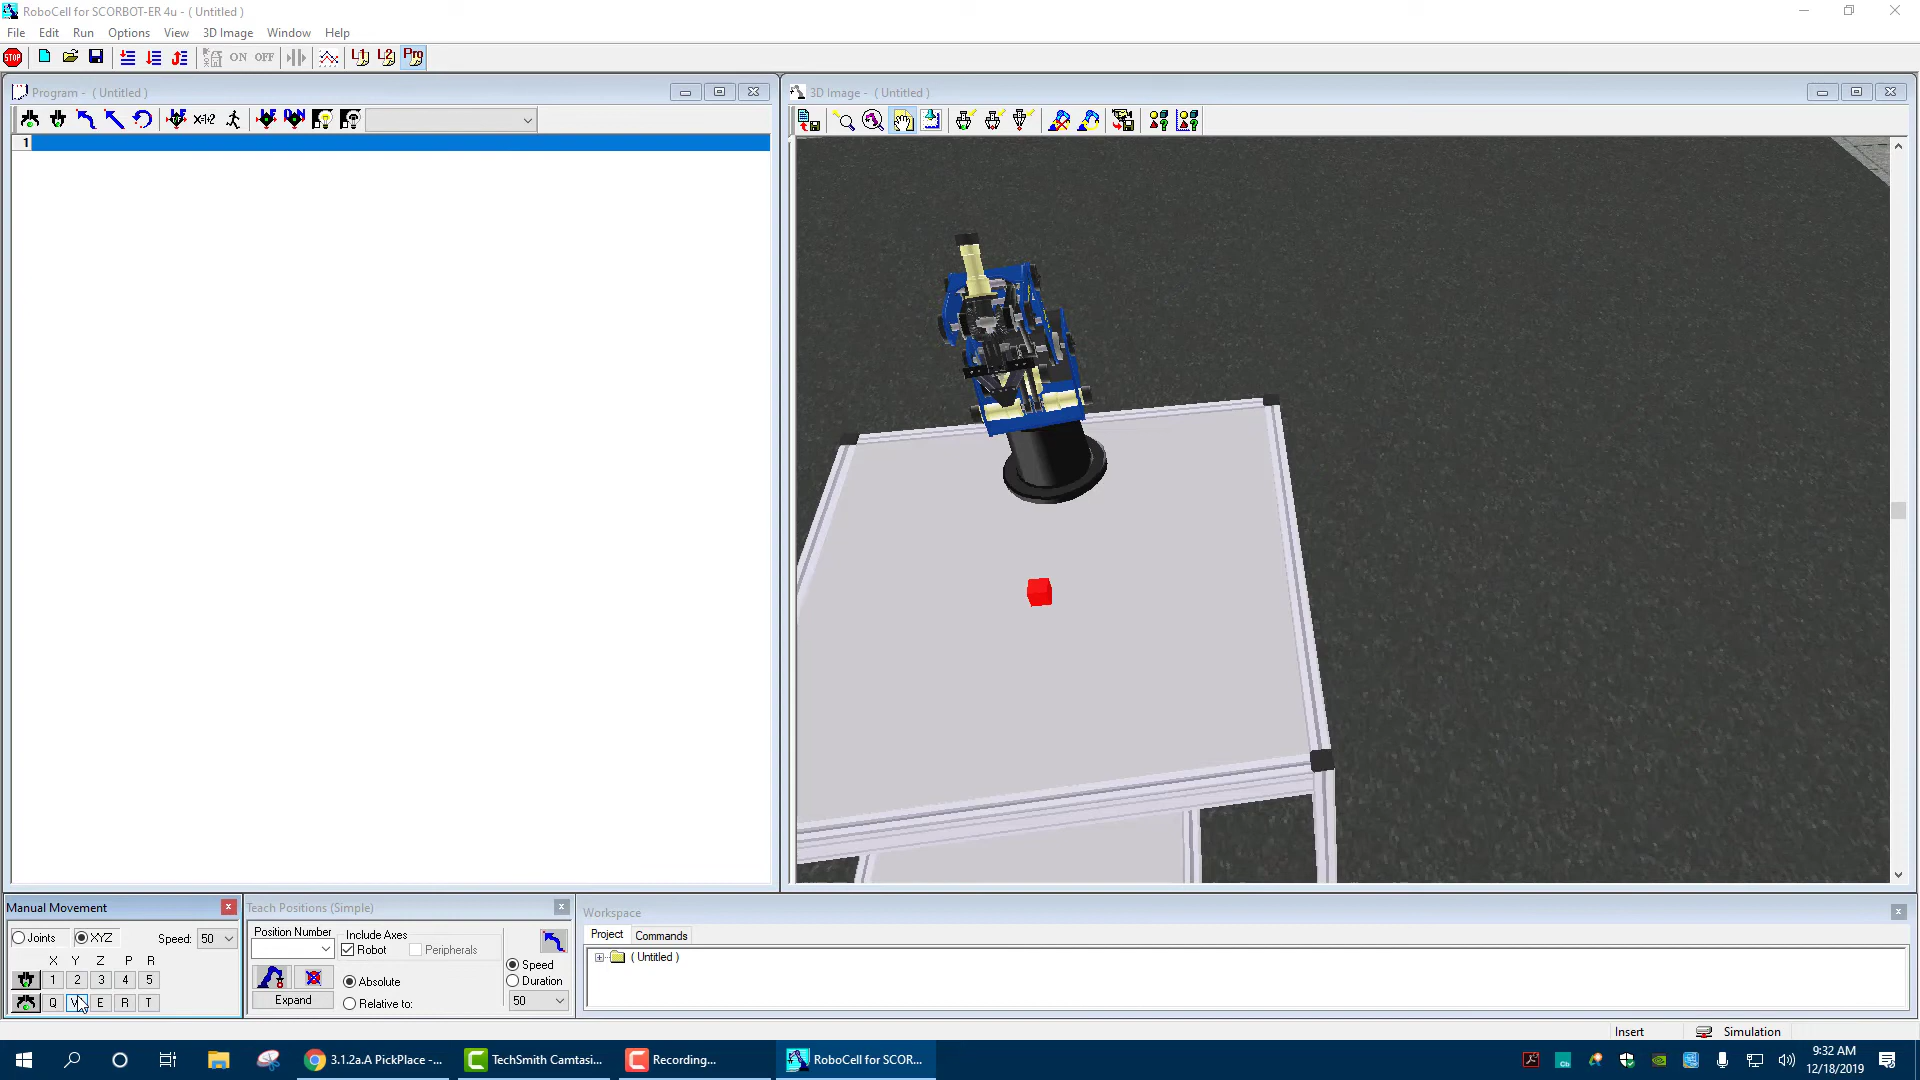 RoboCell for SCORBOT-ER 4u - ( Untitled )
File Edit Run Options View 3D Image Window Help
STOP ON OFF L1 L2 Prg
Program - ( Untitled )
3D Image - ( Untitled )
1
Manual Movement
Joints XYZ Speed: 50
X Y Z P R
1 2 3 4 5
Q E R T
Teach Positions (Simple)
Position Number
Include Axes
Robot Peripherals
Absolute
Relative to:
Expand
Speed
Duration
50
Workspace
Project Commands
( Untitled )
Insert Simulation
3.1.2a.A PickPlace -...
TechSmith Camtasi...
Recording...
RoboCell for SCOR...
9:32 AM
12/18/2019